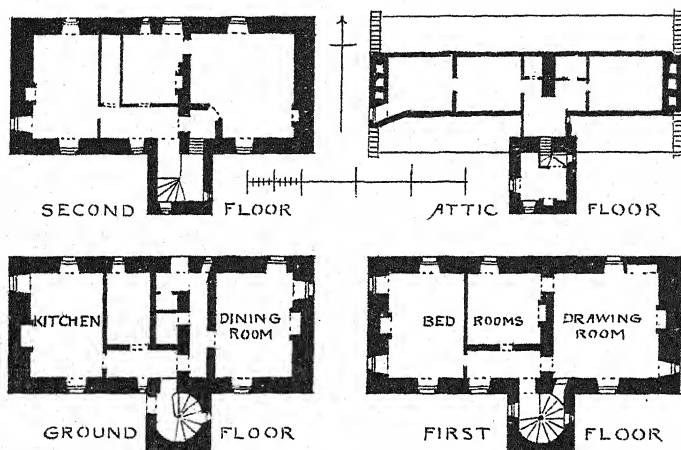 SECOND FLOOR
ATTIC FLOOR
KITCHEN
DINING
ROOM
BED ROOMS
DRAWING
ROOM
GROUND FLOOR
FIRST FLOOR